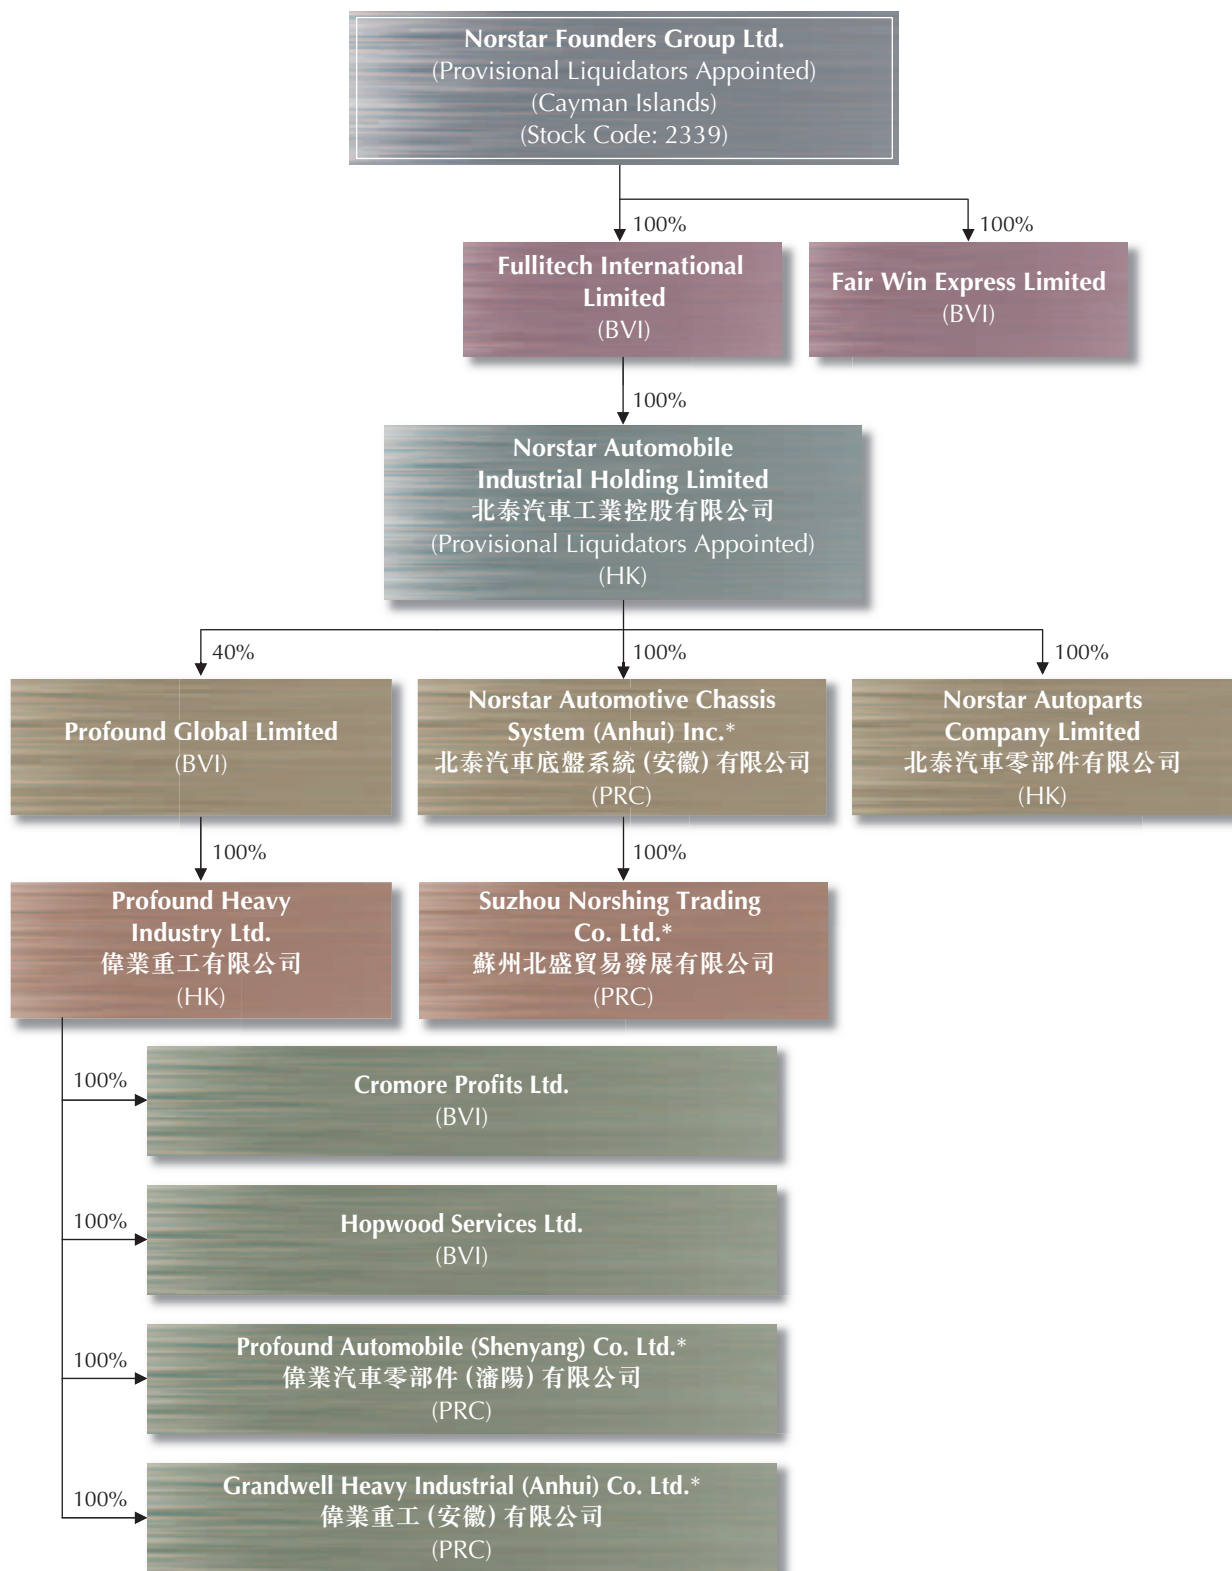 Norstar Founders Group Ltd.
(Provisional Liquidators Appointed)
(Cayman Islands)
(Stock Code: 2339)
100%
100%
Fullitech International
Limited
(BVI)
Fair Win Express Limited
(BVI)
100%
Norstar Automobile
Industrial Holding Limited
北泰汽車工業控股有限公司
(Provisional Liquidators Appointed)
(HK)
40%
100%
100%
Profound Global Limited
(BVI)
Norstar Automotive Chassis
System (Anhui) Inc.*
北泰汽車底盤系統(安徽)有限公司
(PRC)
Norstar Autoparts
Company Limited
北泰汽車零部件有限公司
(HK)
100%
100%
Profound Heavy
Industry Ltd.
偉業重工有限公司
(HK)
Suzhou Norshing Trading
Co. Ltd.*
蘇州北盛貿易發展有限公司
(PRC)
100%
Cromore Profits Ltd.
(BVI)
100%
Hopwood Services Ltd.
(BVI)
100%
Profound Automobile (Shenyang) Co. Ltd.*
偉業汽車零部件(瀋陽)有限公司
(PRC)
100%
Grandwell Heavy Industrial (Anhui) Co. Ltd.*
偉業重工(安徽)有限公司
(PRC)